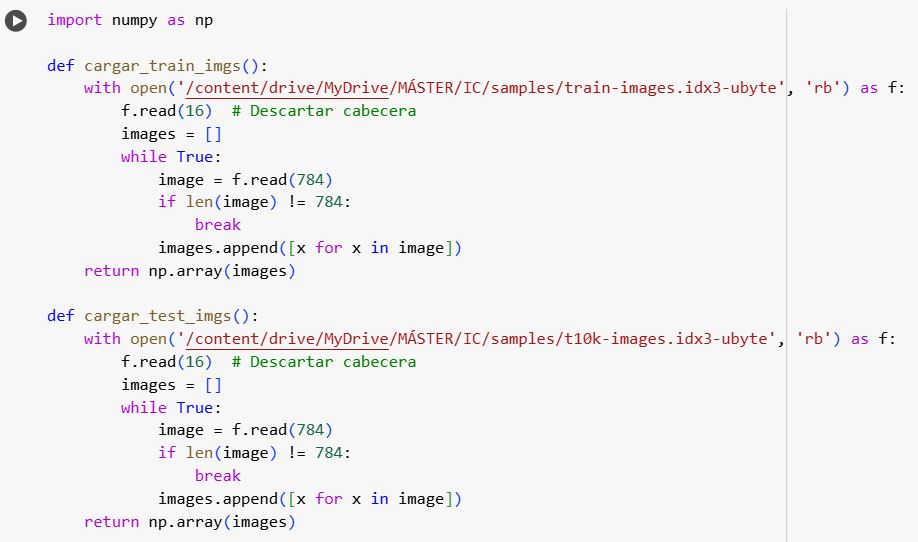 import numpy as np
def cargar_train_imgs():
    with open('/content/drive/MyDrive/MÁSTER/IC/samples/train-images.idx3-ubyte', 'rb') as f:
        f.read(16)  # Descartar cabecera
        images = []
        while True:
            image = f.read(784)
            if len(image) != 784:
                break
            images.append([x for x in image])
    return np.array(images)
def cargar_test_imgs():
    with open('/content/drive/MyDrive/MÁSTER/IC/samples/t10k-images.idx3-ubyte', 'rb') as f:
        f.read(16)  # Descartar cabecera
        images = []
        while True:
            image = f.read(784)
            if len(image) != 784:
                break
            images.append([x for x in image])
    return np.array(images)